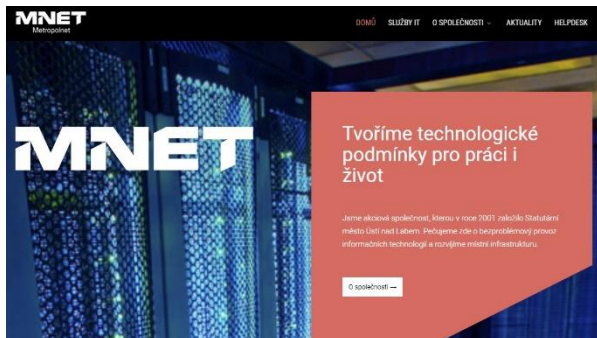 MNET
Metropolnet
DOMŮ SLUŽBY IT O SPOLEČNOSTI AKTUALITY HELPDESK
MNET
Tvoříme technologické
podmínky pro práci i
život
Jsme akciová společnost, kterou v roce 2001 založilo Statutární
město Ústí nad Labem. Pečujeme zde o bezproblémový provoz
informačních technologií a rozvíjíme místní infrastrukturu.
O společnosti →